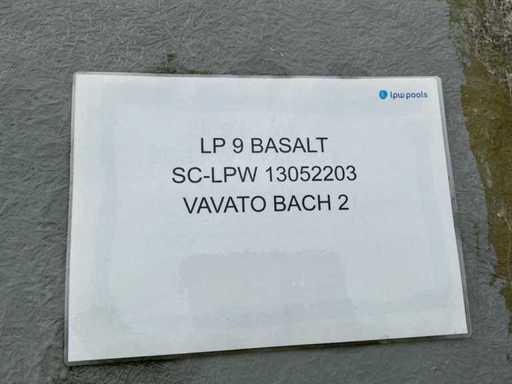 lpw pools
LP 9 BASALT
SC-LPW 13052203
VAVATO BACH 2